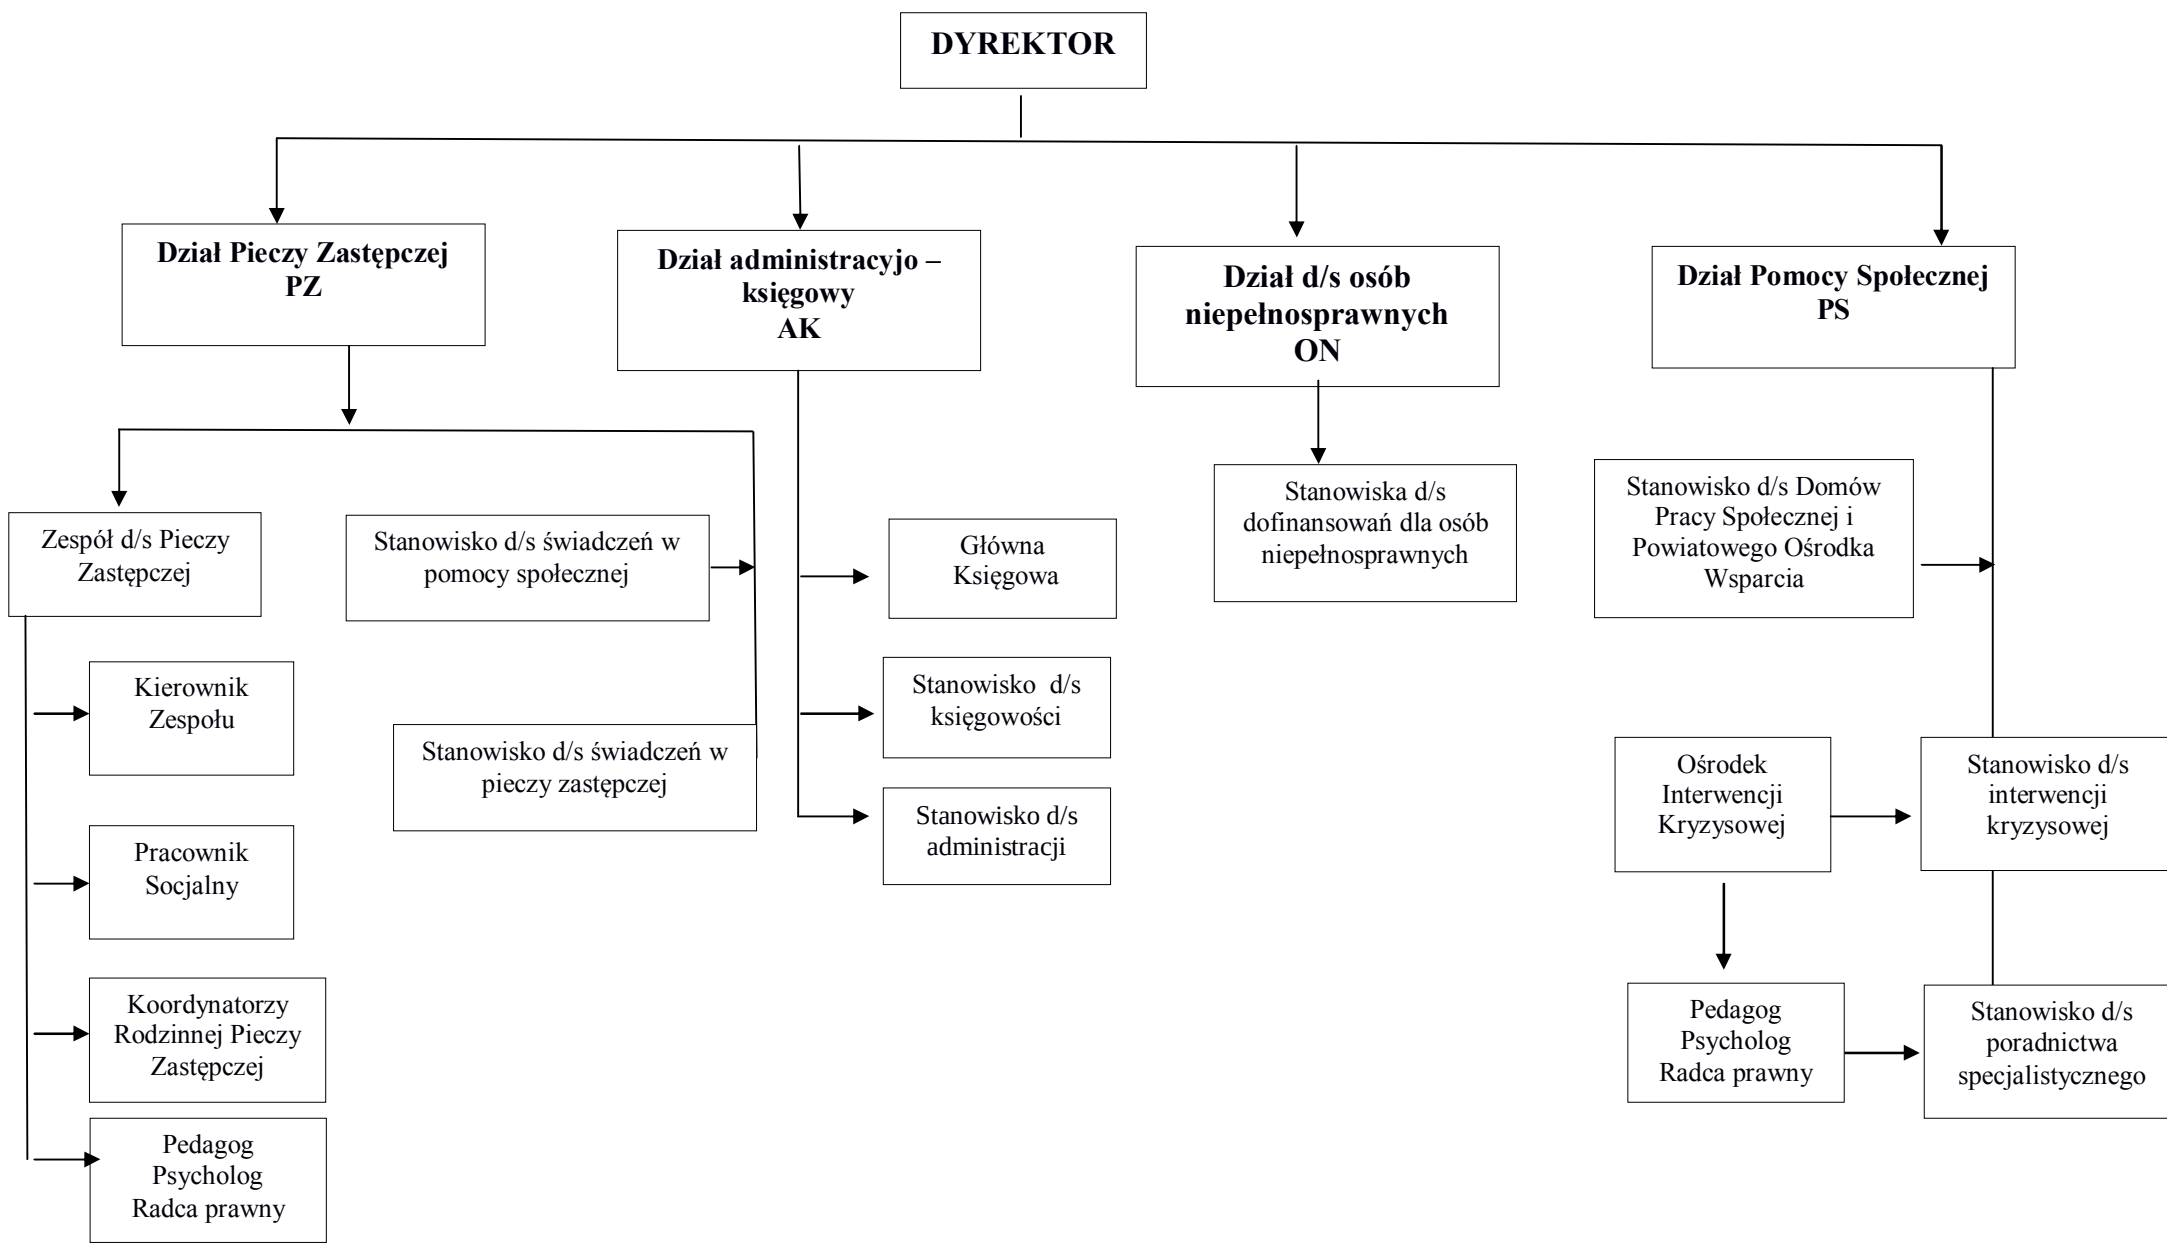 DYREKTOR
Dział Pieczy Zastępczej
PZ
Dział administracyjo –
księgowy
AK
Dział d/s osób
niepełnosprawnych
ON
Dział Pomocy Społecznej
PS
Zespół d/s Pieczy
Zastępczej
Stanowisko d/s świadczeń w
pomocy społecznej
Główna
Księgowa
Stanowiska d/s
dofinansowań dla osób
niepełnosprawnych
Stanowisko d/s Domów
Pracy Społecznej i
Powiatowego Ośrodka
Wsparcia
Kierownik
Zespołu
Stanowisko d/s świadczeń w
pieczy zastępczej
Stanowisko  d/s
księgowości
Ośrodek
Interwencji
Kryzysowej
Stanowisko d/s
interwencji
kryzysowej
Pracownik
Socjalny
Stanowisko d/s
administracji
Koordynatorzy
Rodzinnej Pieczy
Zastępczej
Pedagog
Psycholog
Radca prawny
Stanowisko d/s
poradnictwa
specjalistycznego
Pedagog
Psycholog
Radca prawny